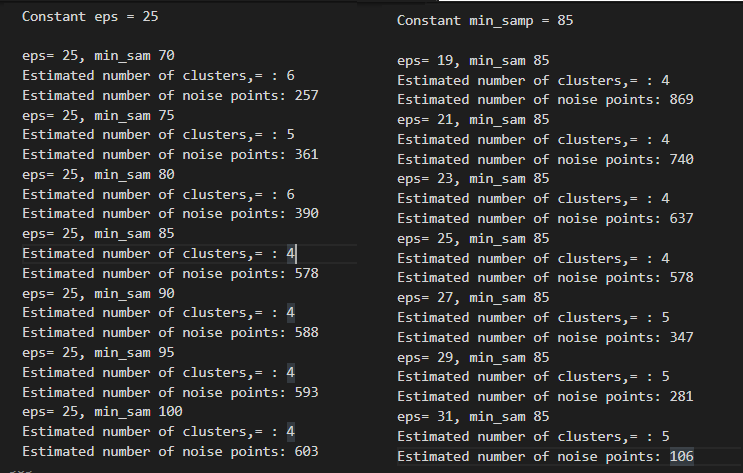 Constant eps = 25
eps= 25, min_sam 70
Estimated number of clusters,= : 6
Estimated number of noise points: 257
eps= 25, min_sam 75
Estimated number of clusters,= : 5
Estimated number of noise points: 361
eps= 25, min_sam 80
Estimated number of clusters,= : 6
Estimated number of noise points: 390
eps= 25, min_sam 85
Estimated number of clusters,= : 4
Estimated number of noise points: 578
eps= 25, min_sam 90
Estimated number of clusters,= : 4
Estimated number of noise points: 588
eps= 25, min_sam 95
Estimated number of clusters,= : 4
Estimated number of noise points: 593
eps= 25, min_sam 100
Estimated number of clusters,= : 4
Estimated number of noise points: 603
Constant min_samp = 85
eps= 19, min_sam 85
Estimated number of clusters,= : 4
Estimated number of noise points: 869
eps= 21, min_sam 85
Estimated number of clusters,= : 4
Estimated number of noise points: 740
eps= 23, min_sam 85
Estimated number of clusters,= : 4
Estimated number of noise points: 637
eps= 25, min_sam 85
Estimated number of clusters,= : 4
Estimated number of noise points: 578
eps= 27, min_sam 85
Estimated number of clusters,= : 5
Estimated number of noise points: 347
eps= 29, min_sam 85
Estimated number of clusters,= : 5
Estimated number of noise points: 281
eps= 31, min_sam 85
Estimated number of clusters,= : 5
Estimated number of noise points: 106